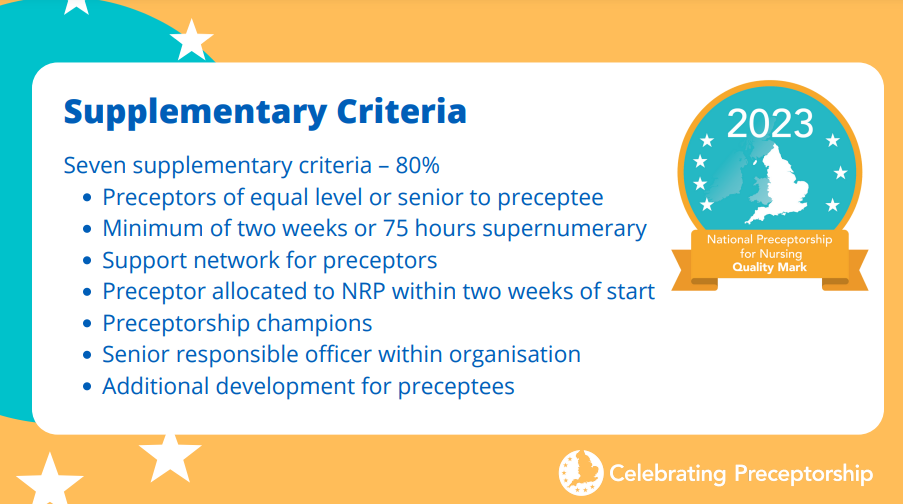 Supplementary Criteria
Seven supplementary criteria – 80%
• Preceptors of equal level or senior to preceptee
• Minimum of two weeks or 75 hours supernumerary
• Support network for preceptors
• Preceptor allocated to NRP within two weeks of start
• Preceptorship champions
• Senior responsible officer within organisation
• Additional development for preceptees
2023
National Preceptorship
for Nursing
Quality Mark
Celebrating Preceptorship